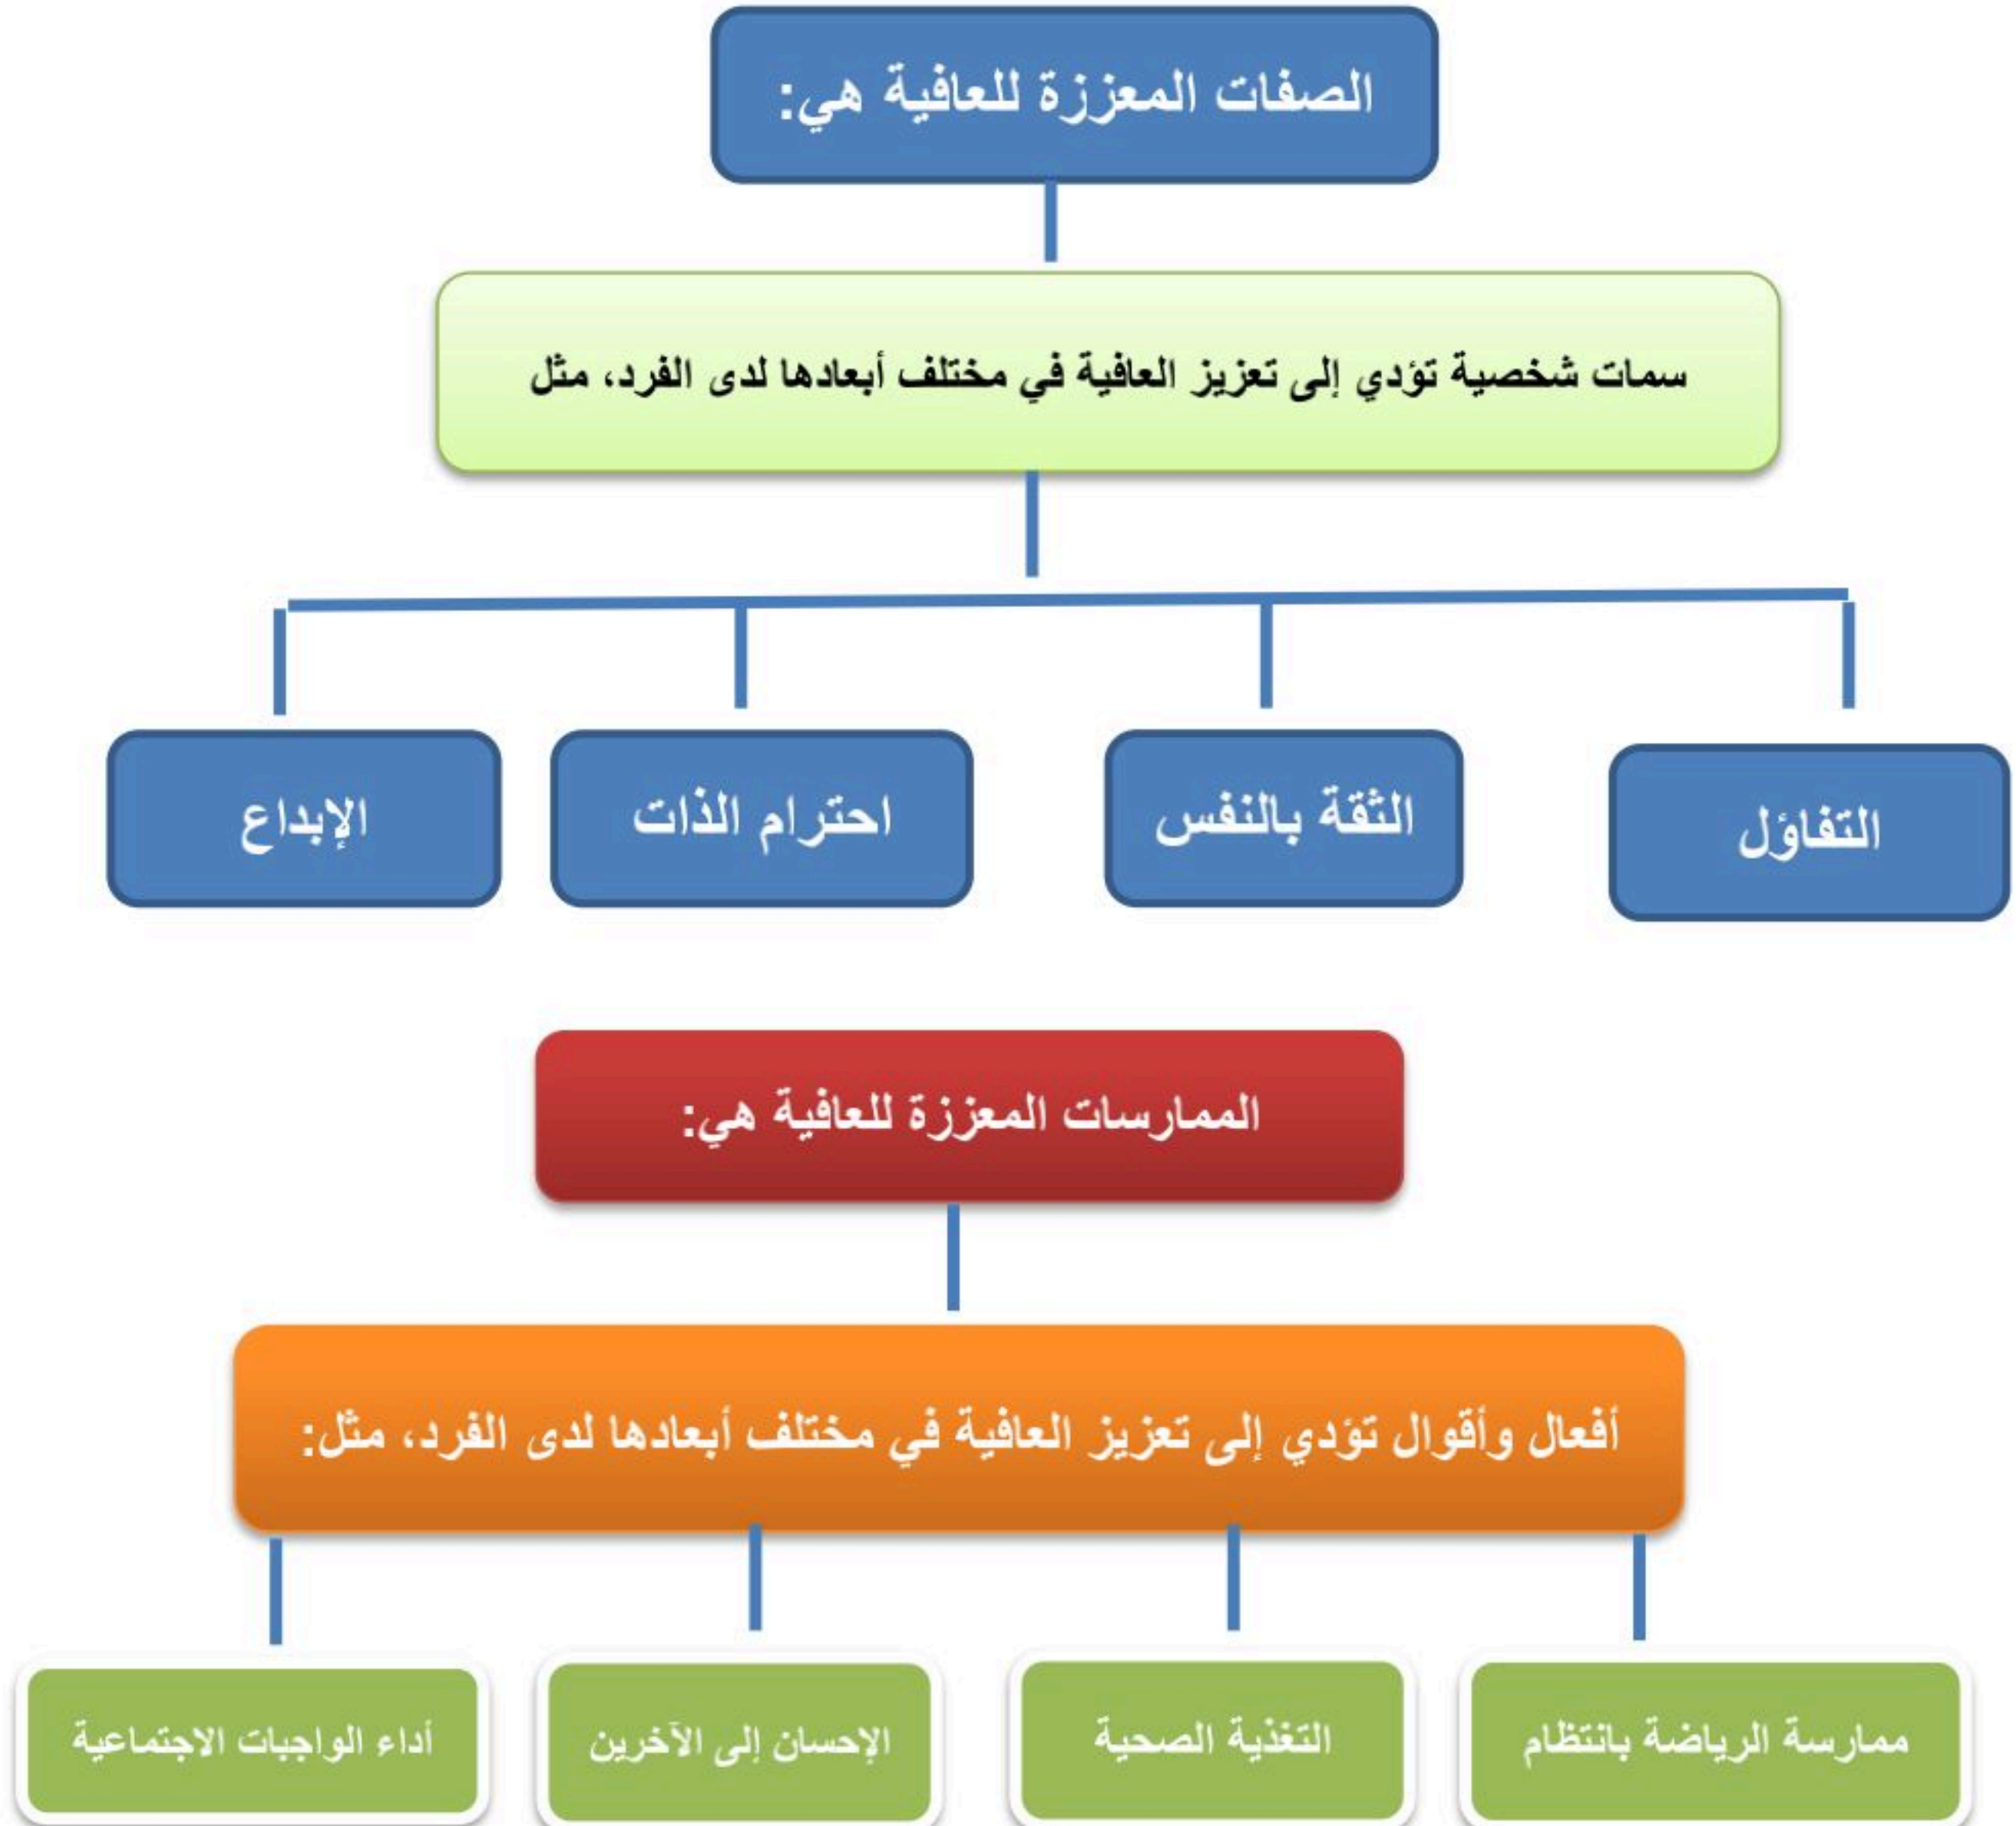 الصفات المعززة للعافية هي:
سمات شخصية تؤدي إلى تعزيز العافية في مختلف أبعادها لدى الفرد، مثل
التفاؤل
الثقة بالنفس
احترام الذات
الإبداع
الممارسات المعززة للعافية هي:
أفعال وأقوال تؤدي إلى تعزيز العافية في مختلف أبعادها لدى الفرد، مثل:
ممارسة الرياضة بانتظام
التغذية الصحية
الإحسان إلى الآخرين
أداء الواجبات الاجتماعية